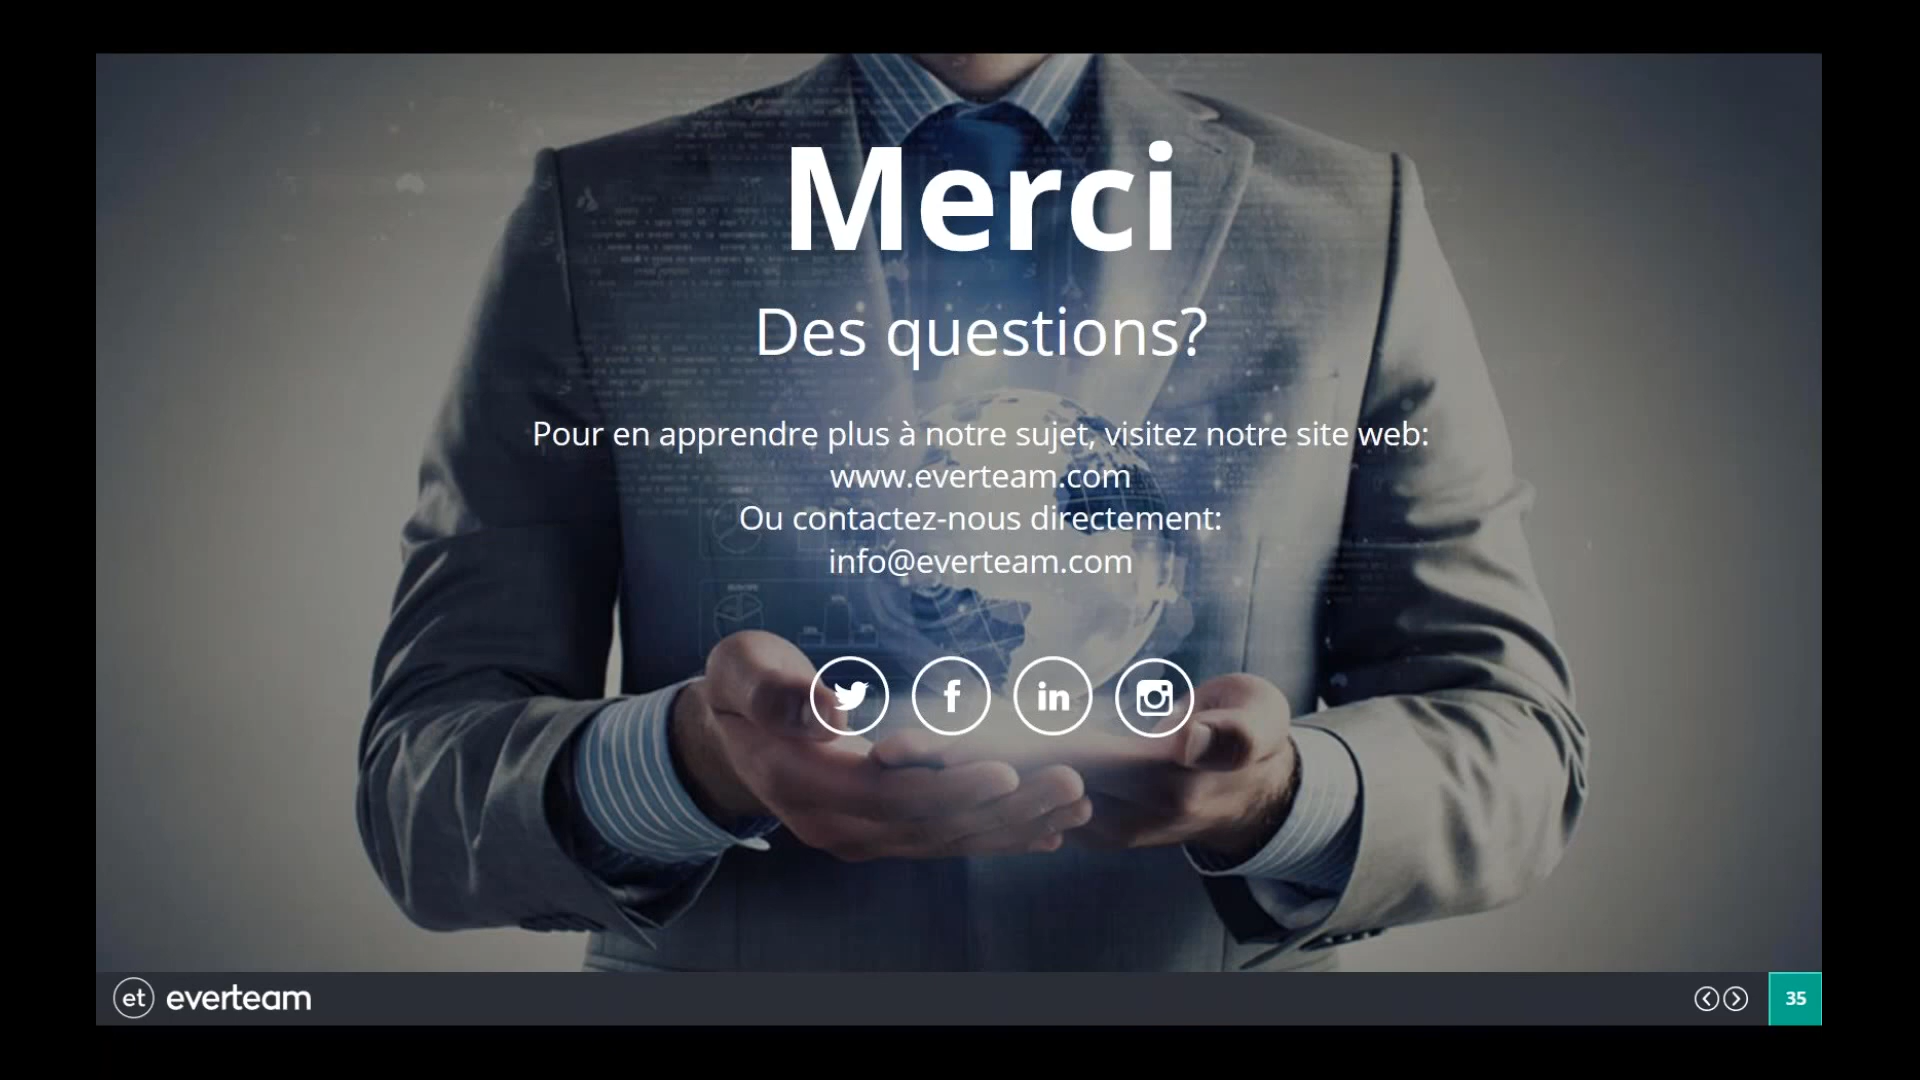 Merci
Des questions?
Pour en apprendre plus à notre sujet, visitez notre site web:
www.everteam.com
Ou contactez-nous directement:
info@everteam.com
et everteam
35